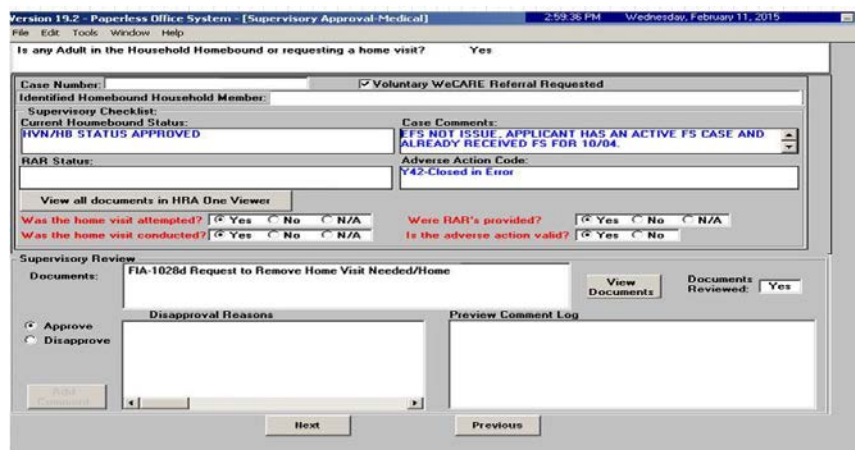 Version 19.2 - Paperless Office System - [Supervisory Approval-Medical] 2:59:36 PM Wednesday, February 11, 2015
File Edit Tools Window Help
Is any Adult in the Household Homebound or requesting a home visit? Yes
Case Number: Voluntary WeCARE Referral Requested
Identified Homebound Household Member:
Supervisory Checklist:
Current Houmebound Status: Case Comments:
HVN/HB STATUS APPROVED EFS NOT ISSUE, APPLICANT HAS AN ACTIVE FS CASE AND
ALREADY RECEIVED FS FOR 10/04.
RAR Status: Adverse Action Code:
Y42-Closed in Error
View all documents in HRA One Viewer
Was the home visit attempted? Yes No N/A Were RAR's provided? Yes No N/A
Was the home visit conducted? Yes No N/A Is the adverse action valid? Yes No
Supervisory Review
Documents: FIA-1028d Request to Remove Home Visit Needed/Home
View Documents Documents Reviewed: Yes
Disapproval Reasons Preview Comment Log
Approve
Disapprove
Add Comment
Next Previous